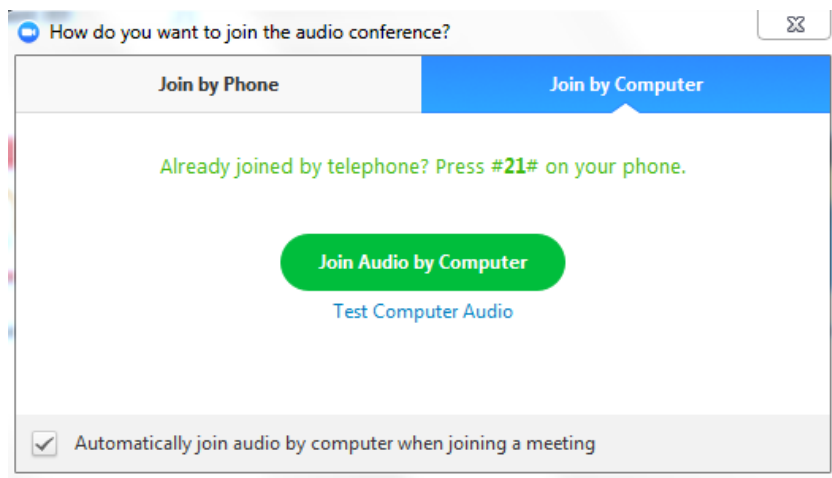 How do you want to join the audio conference?
Join by Phone
Join by Computer
Already joined by telephone? Press #21# on your phone.
Join Audio by Computer
Test Computer Audio
Automatically join audio by computer when joining a meeting